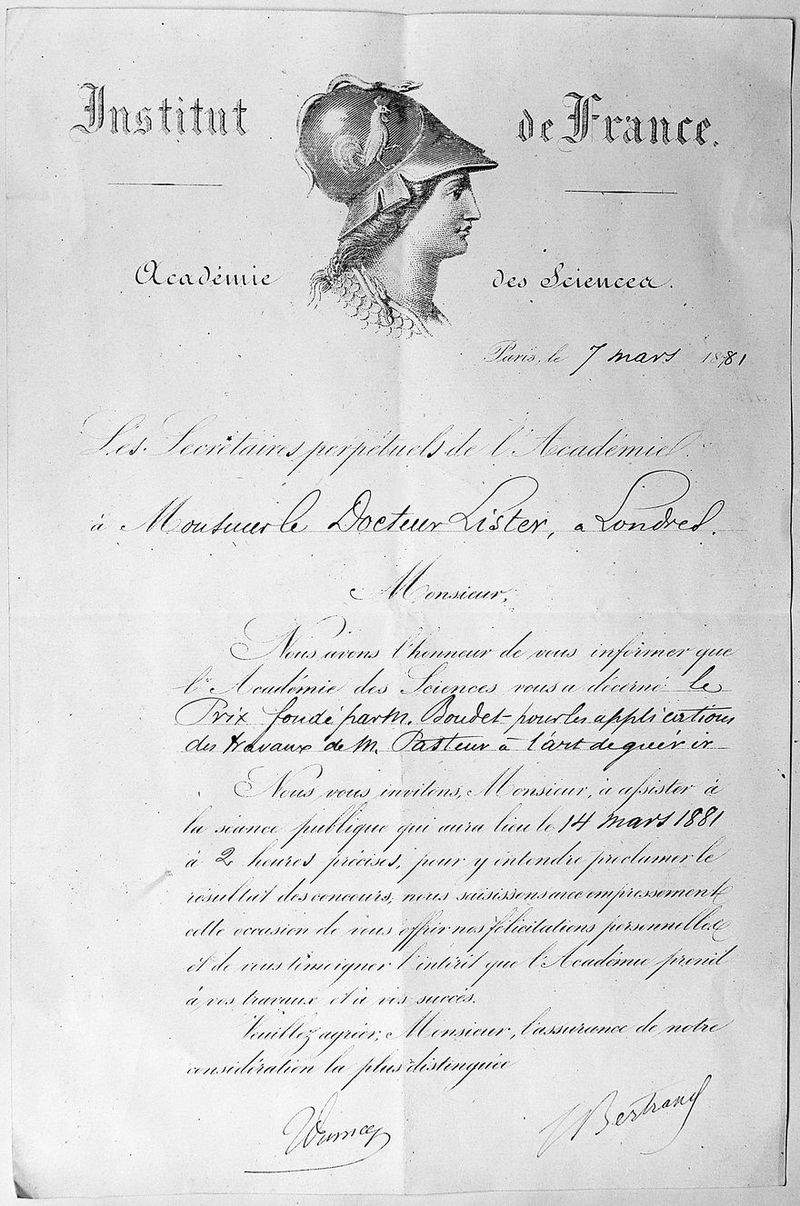 Institut de France.
Académie des Sciences.
Paris, le 7 mars 1881
Les Secrétaires perpétuels de l'Académie
à Monsieur le Docteur Lister, a Londres.
Monsieur,
Nous avons l'honneur de vous informer que
l'Académie des Sciences vous a décerné le
Prix fondé par M. Boudet pour les applications
des travaux de M. Pasteur à l'art de guérir
Nous vous invitons, Monsieur, à assister à
la séance publique qui aura lieu le 14 mars 1881
à 2 heures précises, pour y entendre proclamer le
résultat des concours, nous saisissons avec empressement
cette occasion de vous offrir nos félicitations personnelles
et de vous témoigner l'intérêt que l'Académie prend
à vos travaux et à vos succès.
Veuillez agréer, Monsieur, l'assurance de notre
considération la plus distinguée
JBertrand